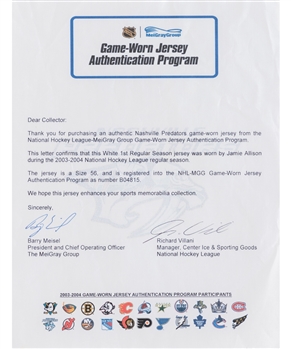 MeiGrayGroup
Game-Worn Jersey
Authentication Program
Dear Collector:
Thank you for purchasing an authentic Nashville Predators game-worn jersey from the
National Hockey League-MeiGray Group Game-Worn Jersey Authentication Program.
This letter confirms that this White 1st Regular Season jersey was worn by Jamie Allison
during the 2003-2004 National Hockey League regular season.
The jersey is a Size 56, and is registered into the NHL-MGG Game-Worn Jersey
Authentication Program as number B04815.
We hope this jersey enhances your sports memorabilia collection.
Sincerely,
Barry Meisel
Richard Villani
President and Chief Operating Officer
Manager, Center Ice & Sporting Goods
The MeiGray Group
National Hockey League
2003-2004 GAME-WORN JERSEY AUTHENTICATION PROGRAM PARTICIPANTS